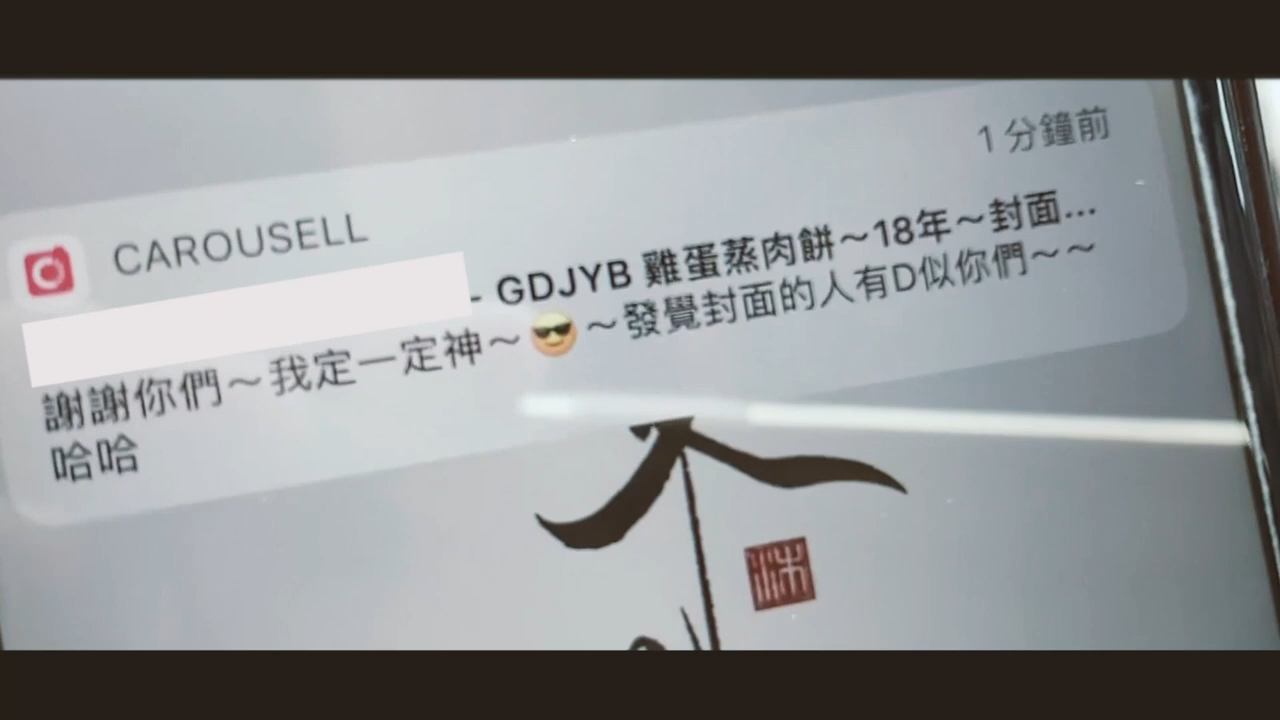 1 分鐘前
CAROUSELL
- GDJYB 雞蛋蒸肉餅～18年～封面...
謝謝你們～我定一定神～😎～發覺封面的人有D似你們～～
哈哈